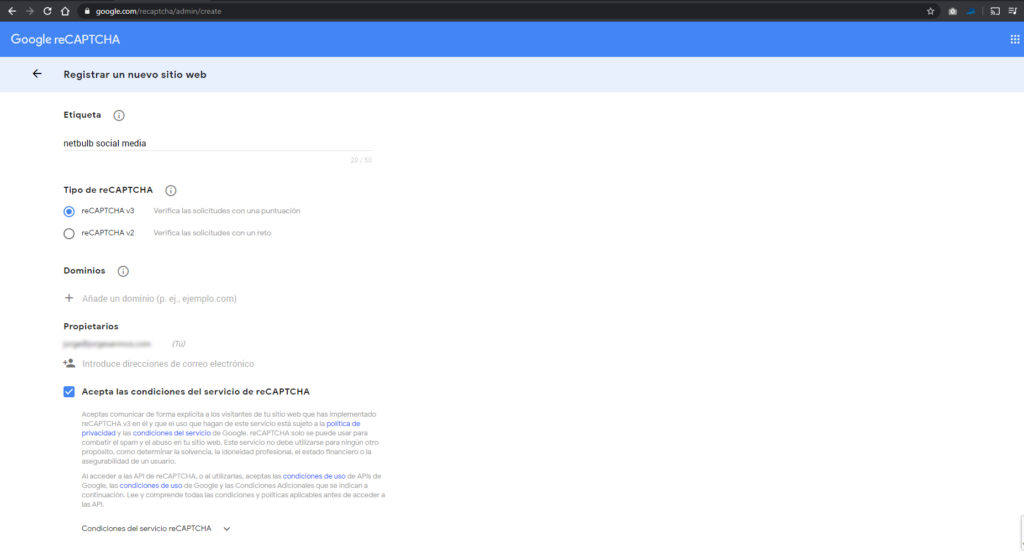 google.com/recaptcha/admin/create
Google reCAPTCHA
Registrar un nuevo sitio web
Etiqueta
netbulb social media
20 / 50
Tipo de reCAPTCHA
reCAPTCHA v3 Verifica las solicitudes con una puntuación
reCAPTCHA v2 Verifica las solicitudes con un reto
Dominios
Añade un dominio (p. ej., ejemplo.com)
Propietarios
(Tú)
Introduce direcciones de correo electrónico
Acepta las condiciones del servicio de reCAPTCHA
Aceptas comunicar de forma explícita a los visitantes de tu sitio web que has implementado
reCAPTCHA v3 en él y que el uso que hagan de este servicio está sujeto a la política de
privacidad y las condiciones del servicio de Google. reCAPTCHA solo se puede usar para
combatir el spam y el abuso en tu sitio web. Este servicio no debe utilizarse para ningún otro
propósito, como determinar la solvencia, la idoneidad profesional, el estado financiero o la
asegurabilidad de un usuario.
Al acceder a las API de reCAPTCHA, o al utilizarlas, aceptas las condiciones de uso de APIs de
Google, las condiciones de uso de Google y las Condiciones Adicionales que se indican a
continuación. Lee y comprende todas las condiciones y políticas aplicables antes de acceder a
las API.
Condiciones del servicio reCAPTCHA